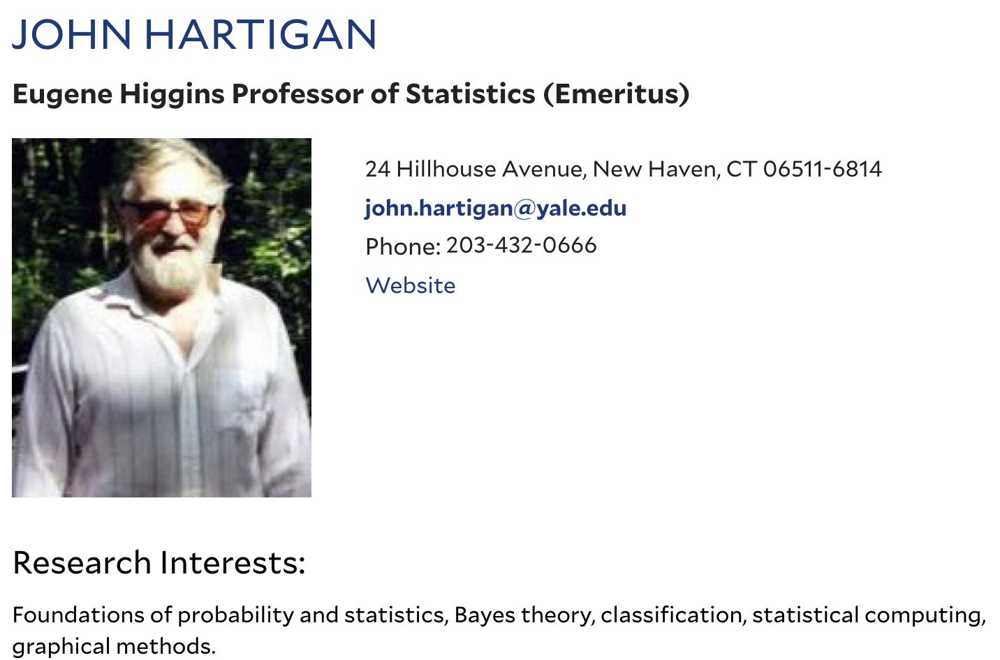 JOHN HARTIGAN
Eugene Higgins Professor of Statistics (Emeritus)
24 Hillhouse Avenue, New Haven, CT 06511-6814
john.hartigan@yale.edu
Phone: 203-432-0666
Website
Research Interests:
Foundations of probability and statistics, Bayes theory, classification, statistical computing,
graphical methods.